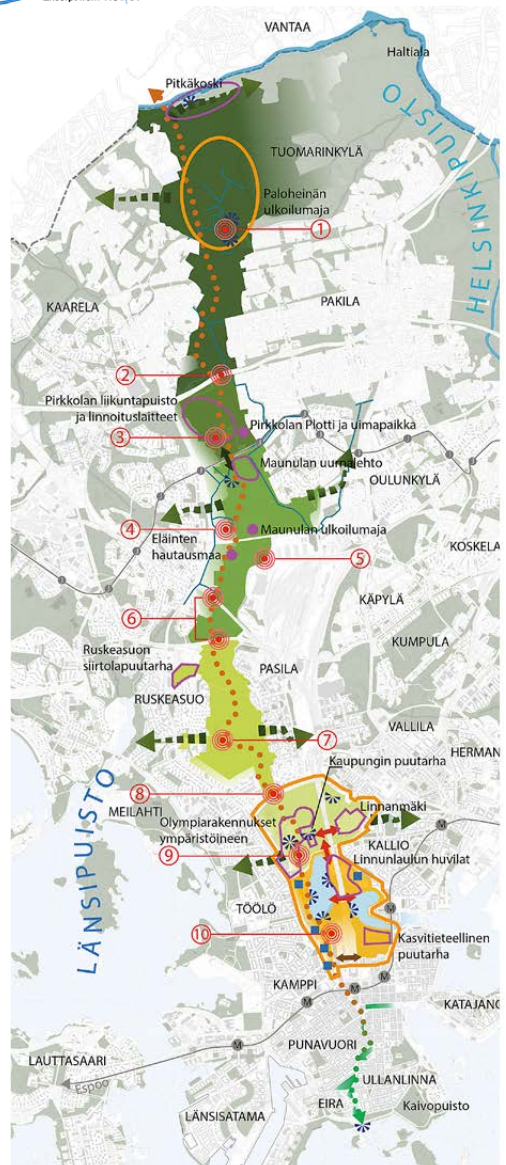 VANTAA
Haltiala
Pitkäkoski
HELSINKIPUISTO
TUOMARINKYLÄ
Paloheinän
ulkoilumaja
1
KAARELA
PAKILA
2
Pirkkolan liikuntapuisto
ja linnoituslaitteet
Pirkkolan Plotti ja uimapaikka
3
Maunulan uurnalehto
OULUNKYLÄ
4
Maunulan ulkoilumaja
Eläinten
hautausmaa
5
KOSKELA
6
KÄPYLÄ
KUMPULA
Ruskeasuon
siirtolapuutarha
PASILA
RUSKEASUO
VALLILA
7
HERMAN
Kaupungin puutarha
LÄNSIPUISTO
8
MEILAHTI
Linnanmäki
Olympiarakennukset
ympäristöineen
KALLIO
Linnunlaulun huvilat
9
TÖÖLÖ
10
Kasvitieteellinen
puutarha
KAMPPI
KATAJANO
PUNAVUORI
LAUTTASAARI
Espoo
ULLANLINNA
EIRA
Kaivopuisto
LÄNSISATAMA